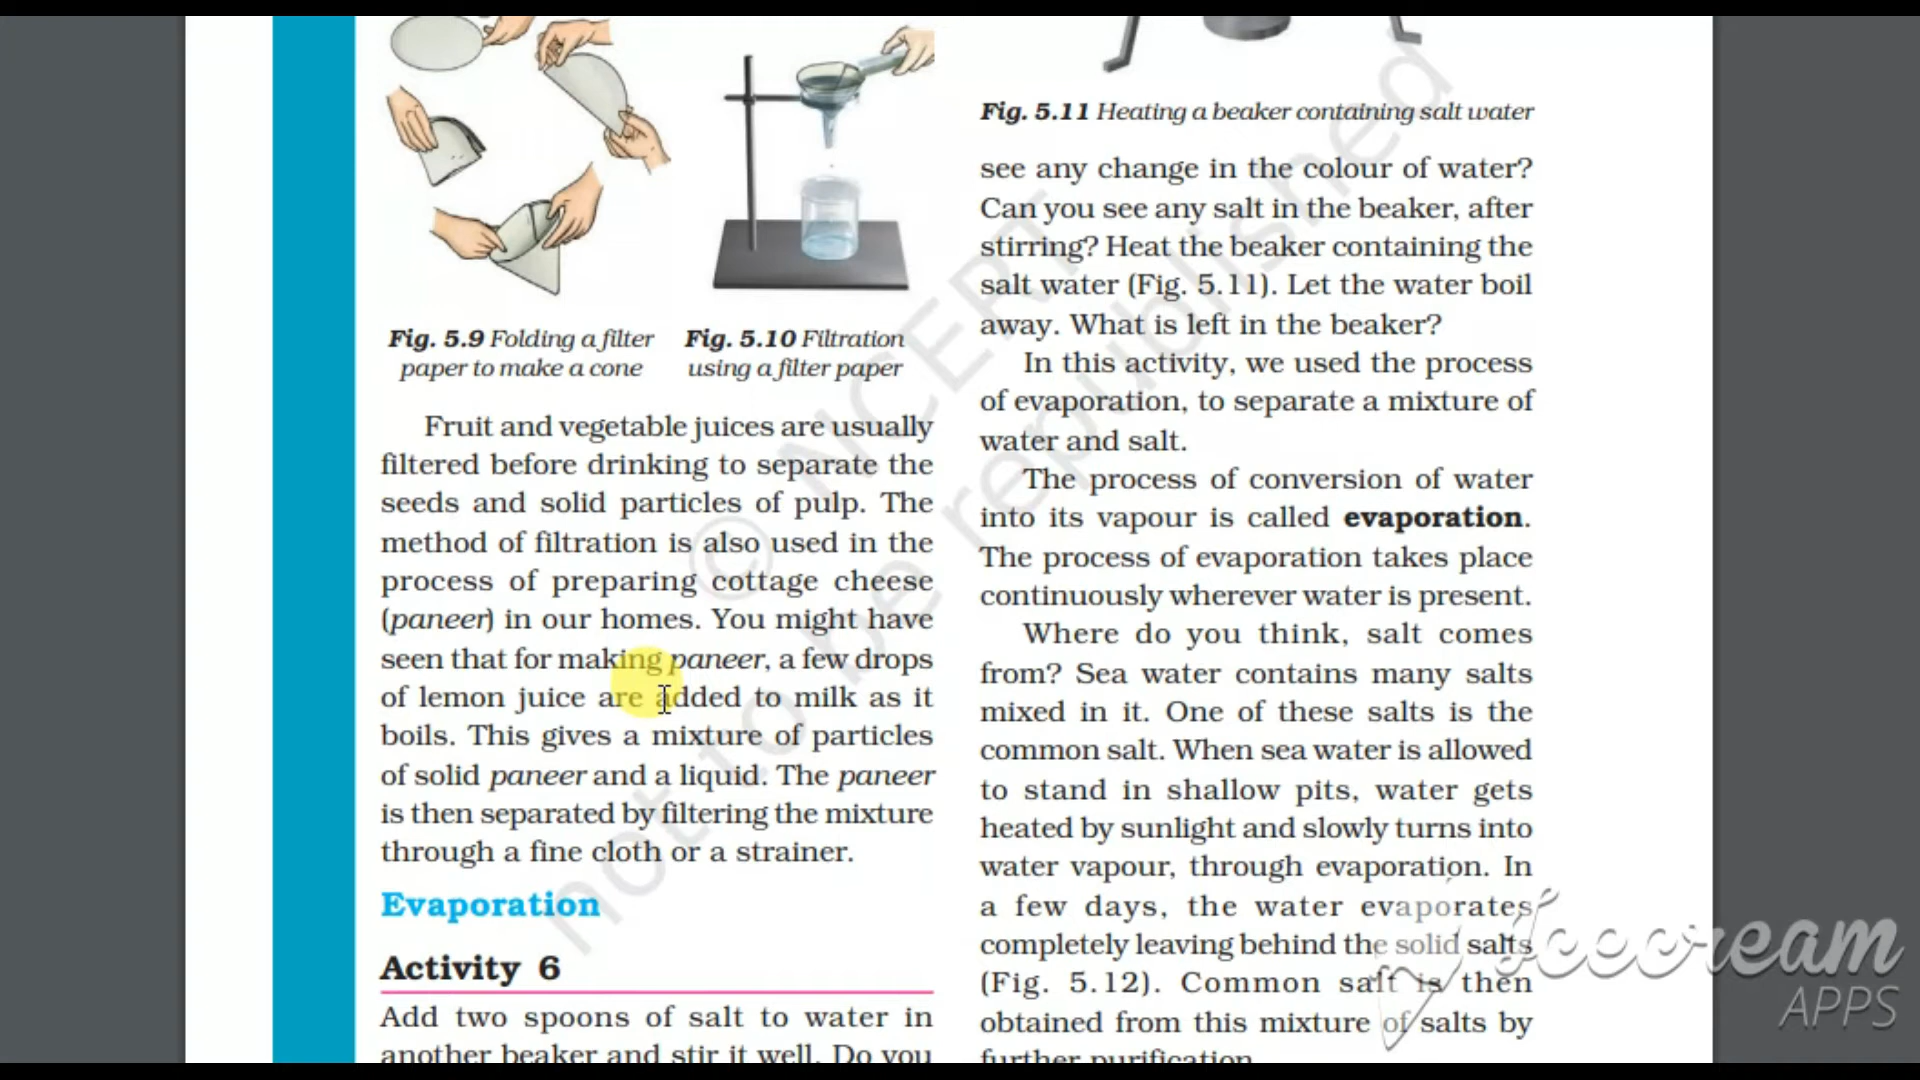 Fig. 5.9 Folding a filter
paper to make a cone
Fig. 5.10 Filtration
using a filter paper
Fruit and vegetable juices are usually
filtered before drinking to separate the
seeds and solid particles of pulp. The
method of filtration is also used in the
process of preparing cottage cheese
(paneer) in our homes. You might have
seen that for making paneer, a few drops
of lemon juice are added to milk as it
boils. This gives a mixture of particles
of solid paneer and a liquid. The paneer
is then separated by filtering the mixture
through a fine cloth or a strainer.
Evaporation
Activity 6
Add two spoons of salt to water in
another beaker and stir it well. Do you
Fig. 5.11 Heating a beaker containing salt water
see any change in the colour of water?
Can you see any salt in the beaker, after
stirring? Heat the beaker containing the
salt water (Fig. 5.11). Let the water boil
away. What is left in the beaker?
In this activity, we used the process
of evaporation, to separate a mixture of
water and salt.
The process of conversion of water
into its vapour is called evaporation.
The process of evaporation takes place
continuously wherever water is present.
Where do you think, salt comes
from? Sea water contains many salts
mixed in it. One of these salts is the
common salt. When sea water is allowed
to stand in shallow pits, water gets
heated by sunlight and slowly turns into
water vapour, through evaporation. In
a few days, the water evaporates
completely leaving behind the solid salts
(Fig. 5.12). Common salt is then
obtained from this mixture of salts by
further purification.
© NCERT
not to be republished
Icecream
APPS